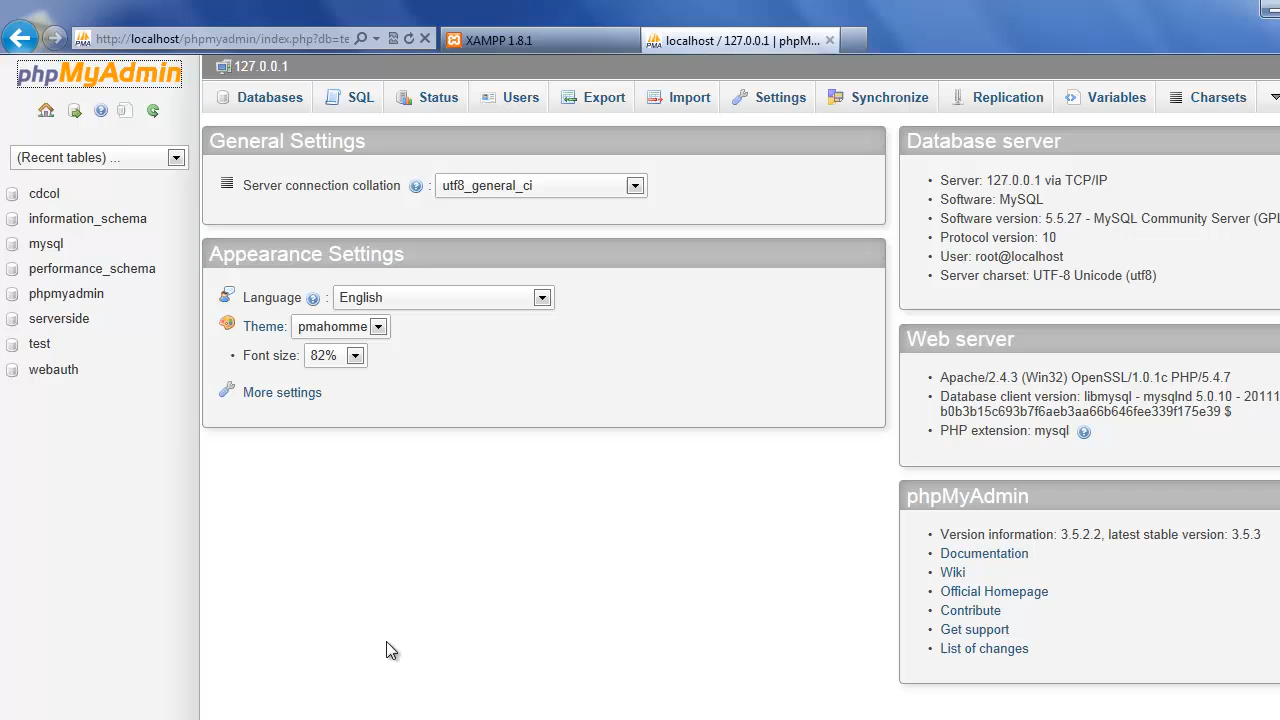 http://localhost/phpmyadmin/index.php?db=te
XAMPP 1.8.1
localhost / 127.0.0.1 | phpM...
phpMyAdmin
127.0.0.1
Databases SQL Status Users Export Import Settings Synchronize Replication Variables Charsets
(Recent tables) ...
cdcol
information_schema
mysql
performance_schema
phpmyadmin
serverside
test
webauth
General Settings
Server connection collation : utf8_general_ci
Appearance Settings
Language : English
Theme: pmahomme
• Font size: 82%
More settings
Database server
• Server: 127.0.0.1 via TCP/IP
• Software: MySQL
• Software version: 5.5.27 - MySQL Community Server (GPL
• Protocol version: 10
• User: root@localhost
• Server charset: UTF-8 Unicode (utf8)
Web server
• Apache/2.4.3 (Win32) OpenSSL/1.0.1c PHP/5.4.7
• Database client version: libmysql - mysqlnd 5.0.10 - 20111
b0b3b15c693b7f6aeb3aa66b646fee339f175e39 $
• PHP extension: mysql
phpMyAdmin
• Version information: 3.5.2.2, latest stable version: 3.5.3
• Documentation
• Wiki
• Official Homepage
• Contribute
• Get support
• List of changes